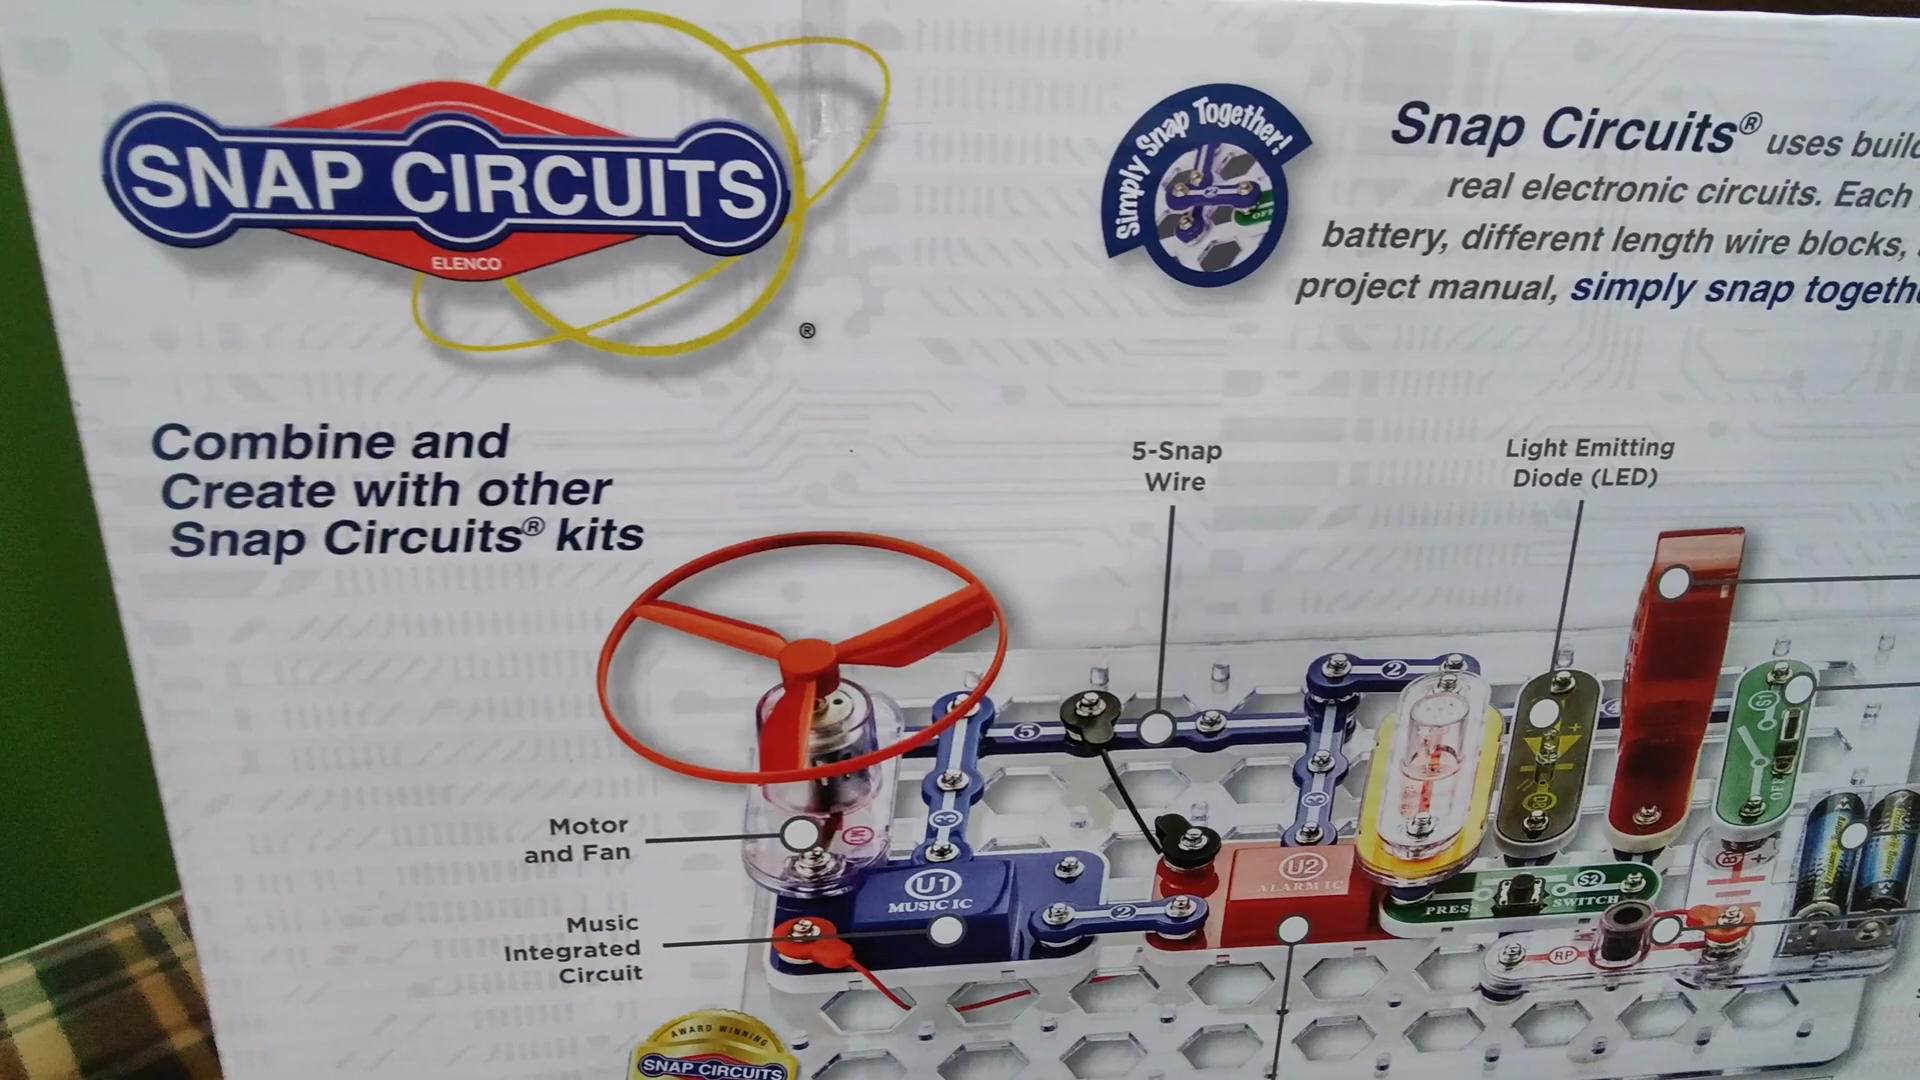 SNAP CIRCUITS
ELENCO
®
Simply Snap Together!
2
OFF
Snap Circuits® uses
real electronic circuits. Each
battery, different length wire blocks,
project manual, simply snap
Combine and
Create with other
Snap Circuits® kits
5-Snap
Wire
Light Emitting
Diode (LED)
2
S1
5
3
3
OFF
Motor
and Fan
M1
U1
MUSIC IC
U2
ALARM IC
2
PRESS
S2
SWITCH
Music
Integrated
Circuit
RP
AWARD WINNING
SNAP CIRCUITS